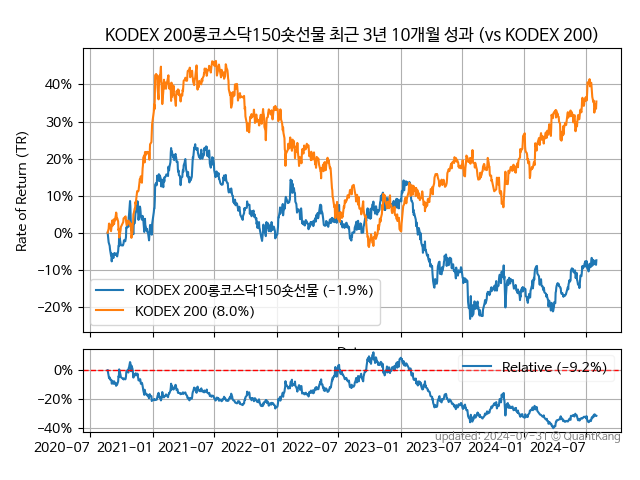 KODEX 200롱코스닥150숏선물 최근 3년 10개월 성과 (vs KODEX 200)
Rate of Return (TR)
40%
30%
20%
10%
0%
−10%
−20%
KODEX 200롱코스닥150숏선물 (−1.9%)
KODEX 200 (8.0%)
0%
−20%
−40%
Relative (−9.2%)
updated: 2024-07-31 © QuantKang
2020-07 2021-01 2021-07 2022-01 2022-07 2023-01 2023-07 2024-01 2024-07